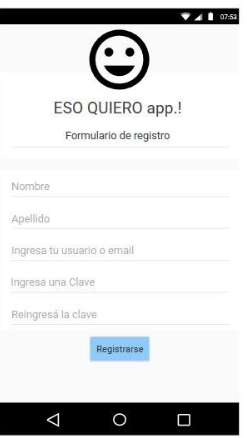 07:53
ESO QUIERO app.!
Formulario de registro
Nombre
Apellido
Ingresa tu usuario o email
Ingresa una Clave
Reingresá la clave
Registrarse